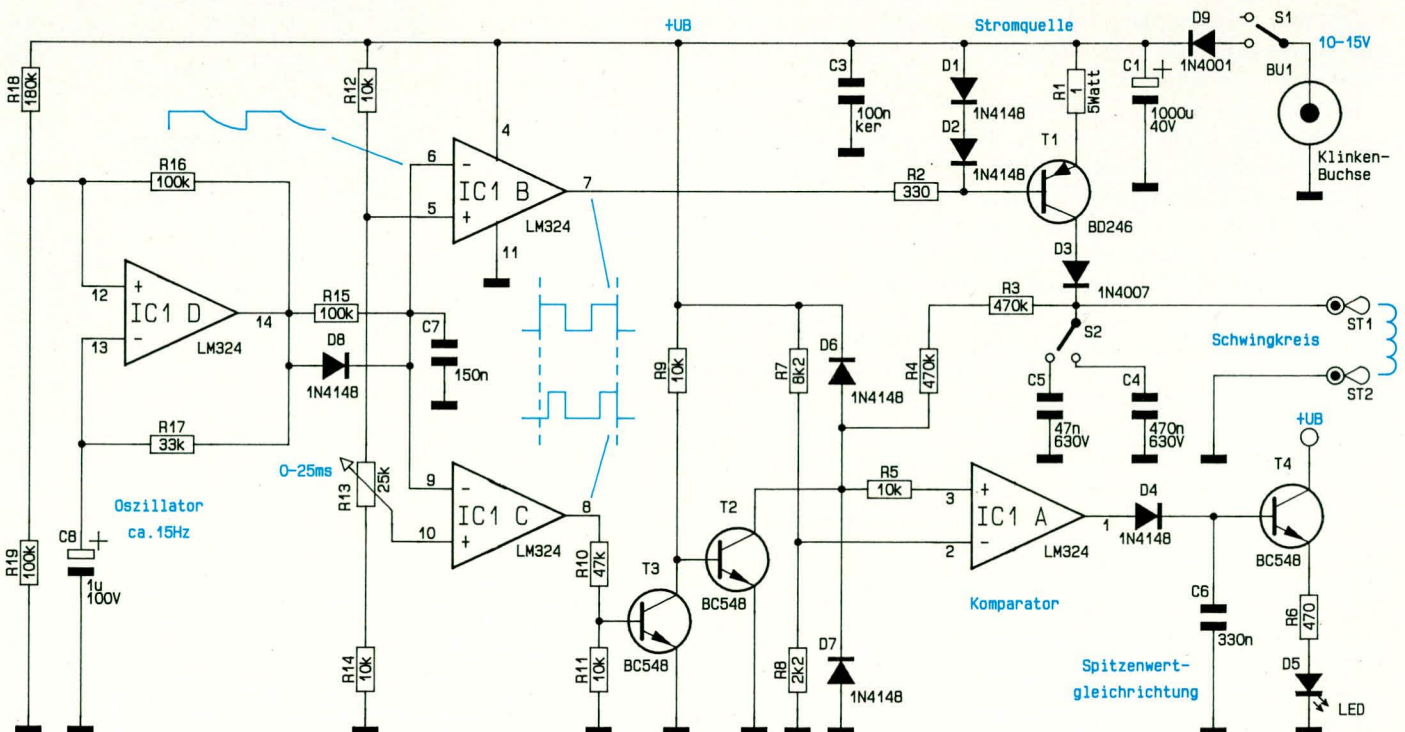 +UB
Stromquelle
D9
1N4001
S1
10-15V
BU1
Klinken-
Buchse
R18
180k
R12
10k
C3
100n
ker
D1
1N4148
D2
1N4148
R1
1
5Watt
C1
+
1000u
40V
T1
BD246
R16
100k
4
6
-
5
+
IC1 B
LM324
7
11
R2
330
D3
1N4007
12
+
13
-
IC1 D
LM324
14
R15
100k
D8
1N4148
C7
150n
R17
33k
R9
10k
R7
8k2
D6
1N4148
R3
470k
R4
470k
S2
C5
47n
630V
C4
470n
630V
Schwingkreis
ST1
ST2
+UB
0-25ms
R13
25k
Oszillator
ca.15Hz
C8
+
1u
100V
R19
100k
9
-
10
+
IC1 C
LM324
8
R10
47k
T3
BC548
R11
10k
R14
10k
T2
BC548
R5
10k
3
+
2
-
IC1 A
LM324
1
Komparator
D4
1N4148
T4
BC548
C6
330n
R6
470
D5
LED
R8
2k2
D7
1N4148
Spitzenwert-
gleichrichtung